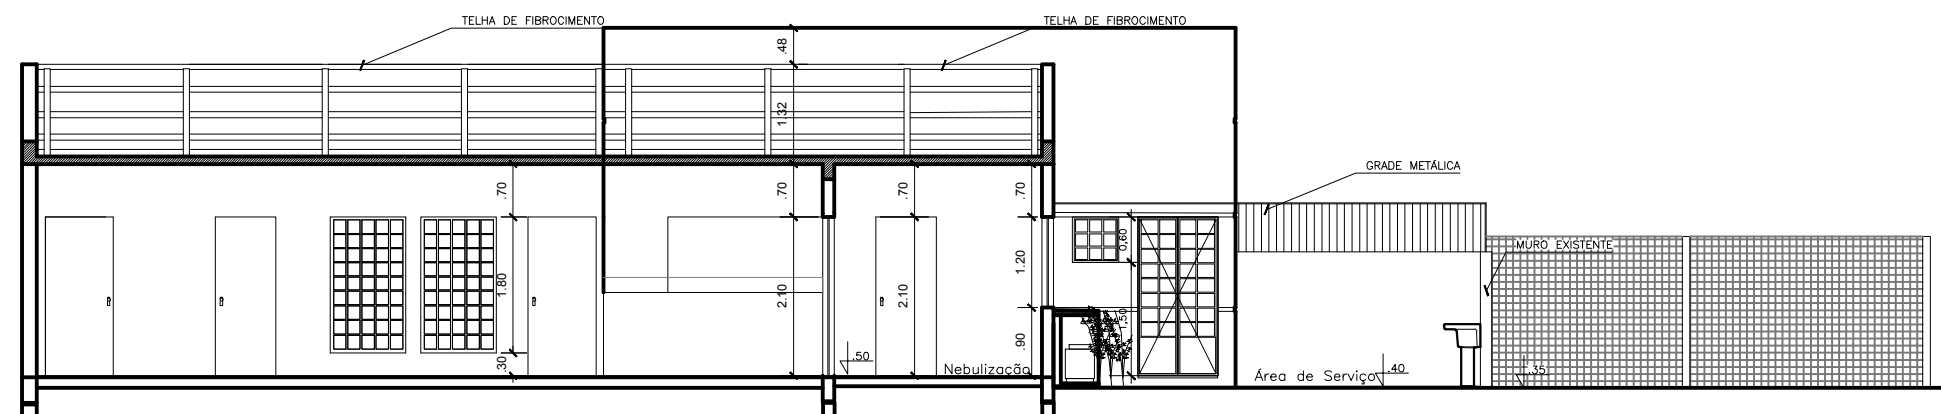 TELHA DE FIBROCIMENTO
TELHA DE FIBROCIMENTO
.48
1.32
GRADE METÁLICA
.70
.70
.70
.70
MURO EXISTENTE
0,60
1.20
1.80
2.10
2.10
1,50
.90
.30
.50
Nebulização
Área de Serviço
.40
.35